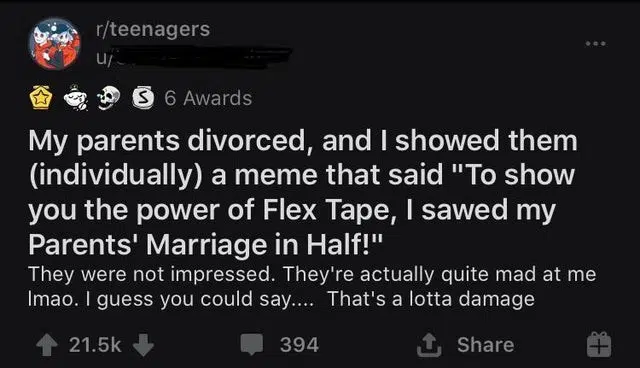 r/teenagers
u/
6 Awards
My parents divorced, and I showed them
(individually) a meme that said "To show
you the power of Flex Tape, I sawed my
Parents' Marriage in Half!"
They were not impressed. They're actually quite mad at me
lmao. I guess you could say.... That's a lotta damage
21.5k 394 Share